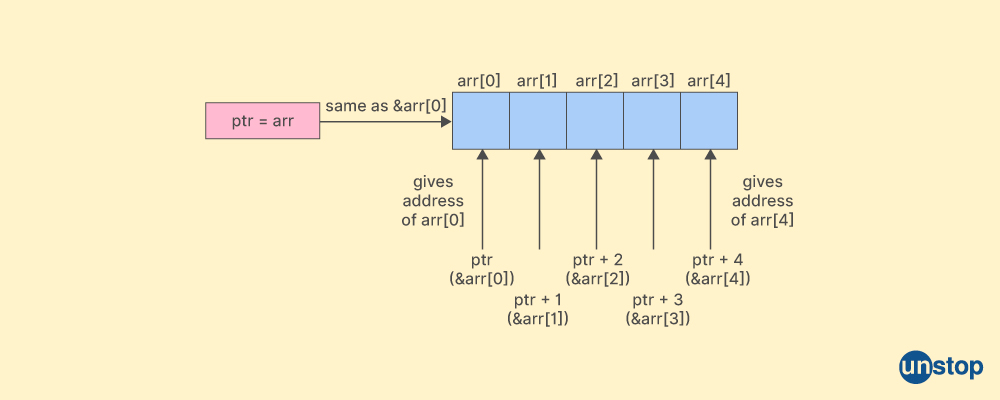 arr[0] arr[1] arr[2] arr[3] arr[4]
same as &arr[0]
ptr = arr
gives
address
of arr[0]
gives
address
of arr[4]
ptr
(&arr[0])
ptr + 1
(&arr[1])
ptr + 2
(&arr[2])
ptr + 3
(&arr[3])
ptr + 4
(&arr[4])
unstop